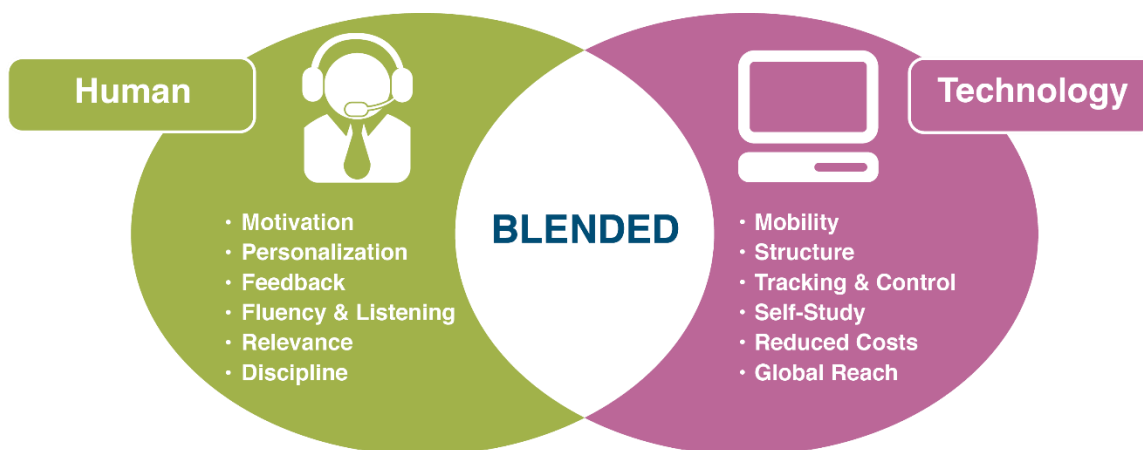 Human
· Motivation
· Personalization
· Feedback
· Fluency & Listening
· Relevance
· Discipline
BLENDED
Technology
· Mobility
· Structure
· Tracking & Control
· Self-Study
· Reduced Costs
· Global Reach